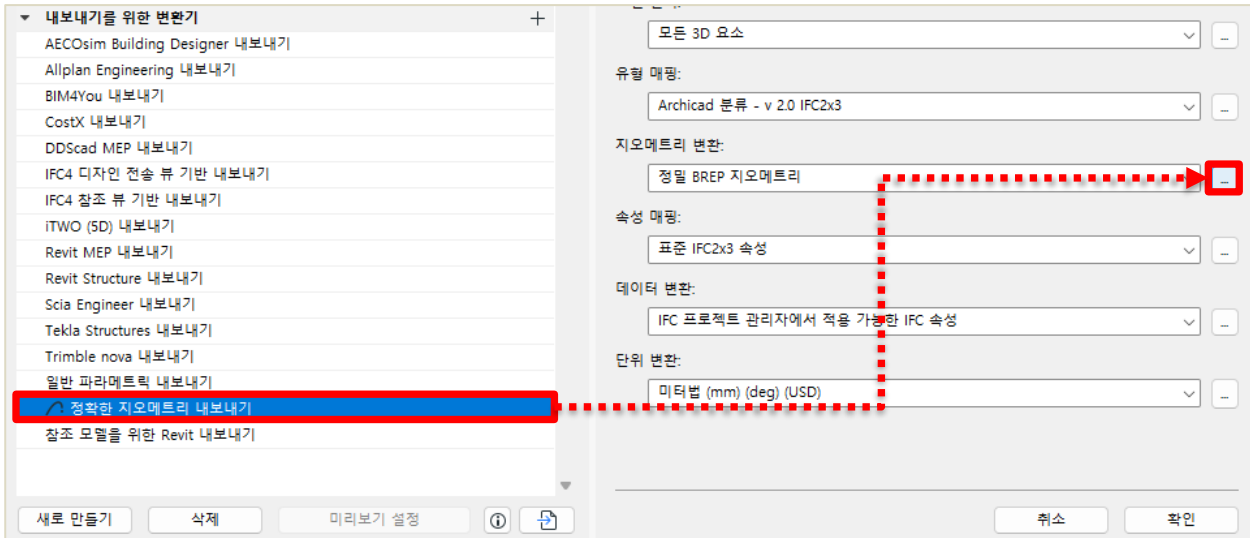 내보내기를 위한 변환기
AECOsim Building Designer 내보내기
Allplan Engineering 내보내기
BIM4You 내보내기
CostX 내보내기
DDScad MEP 내보내기
IFC4 디자인 전송 뷰 기반 내보내기
IFC4 참조 뷰 기반 내보내기
iTWO (5D) 내보내기
Revit MEP 내보내기
Revit Structure 내보내기
Scia Engineer 내보내기
Tekla Structures 내보내기
Trimble nova 내보내기
일반 파라메트릭 내보내기
정확한 지오메트리 내보내기
참조 모델을 위한 Revit 내보내기
새로 만들기
삭제
미리보기 설정
모든 3D 요소
...
유형 매핑:
Archicad 분류 - v 2.0 IFC2x3
...
지오메트리 변환:
정밀 BREP 지오메트리
...
속성 매핑:
표준 IFC2x3 속성
...
데이터 변환:
IFC 프로젝트 관리자에서 적용 가능한 IFC 속성
...
단위 변환:
미터법 (mm) (deg) (USD)
...
취소
확인